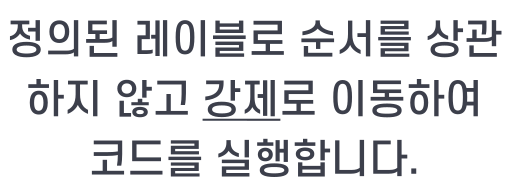 정의된 레이블로 순서를 상관
하지 않고 강제로 이동하여
코드를 실행합니다.